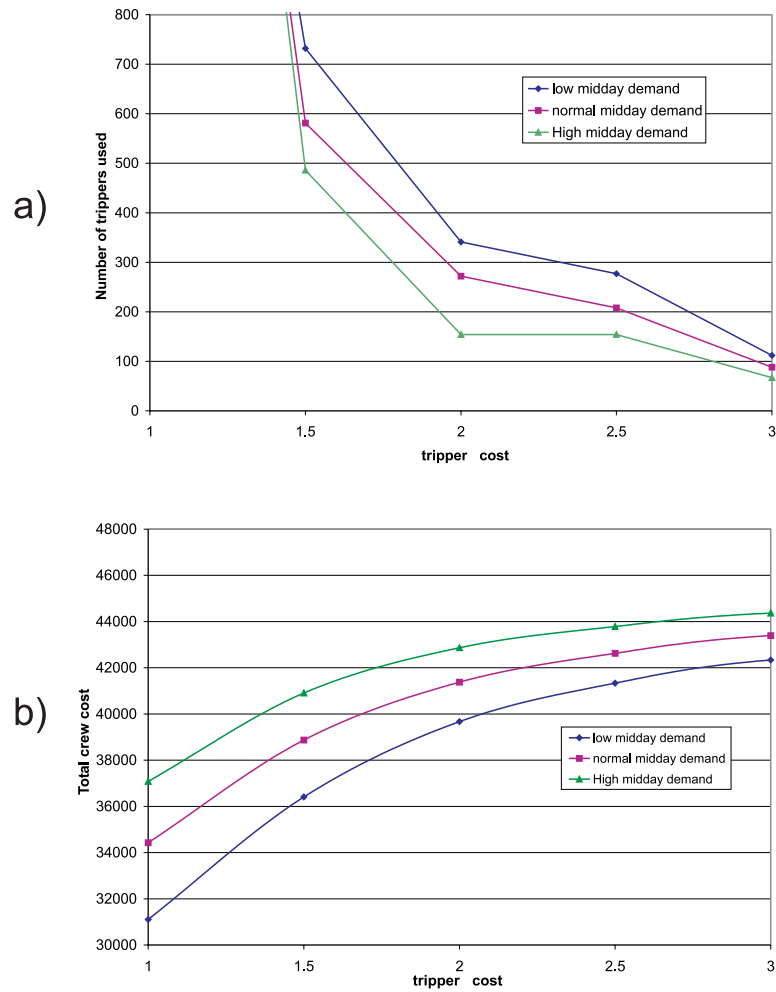 a)
Number of trippers used
800
700
600
500
400
300
200
100
0
low midday demand
normal midday demand
High midday demand
1
1.5
2
2.5
3
tripper cost
b)
Total crew cost
48000
46000
44000
42000
40000
38000
36000
34000
32000
30000
low midday demand
normal midday demand
High midday demand
1
1.5
2
2.5
3
tripper cost